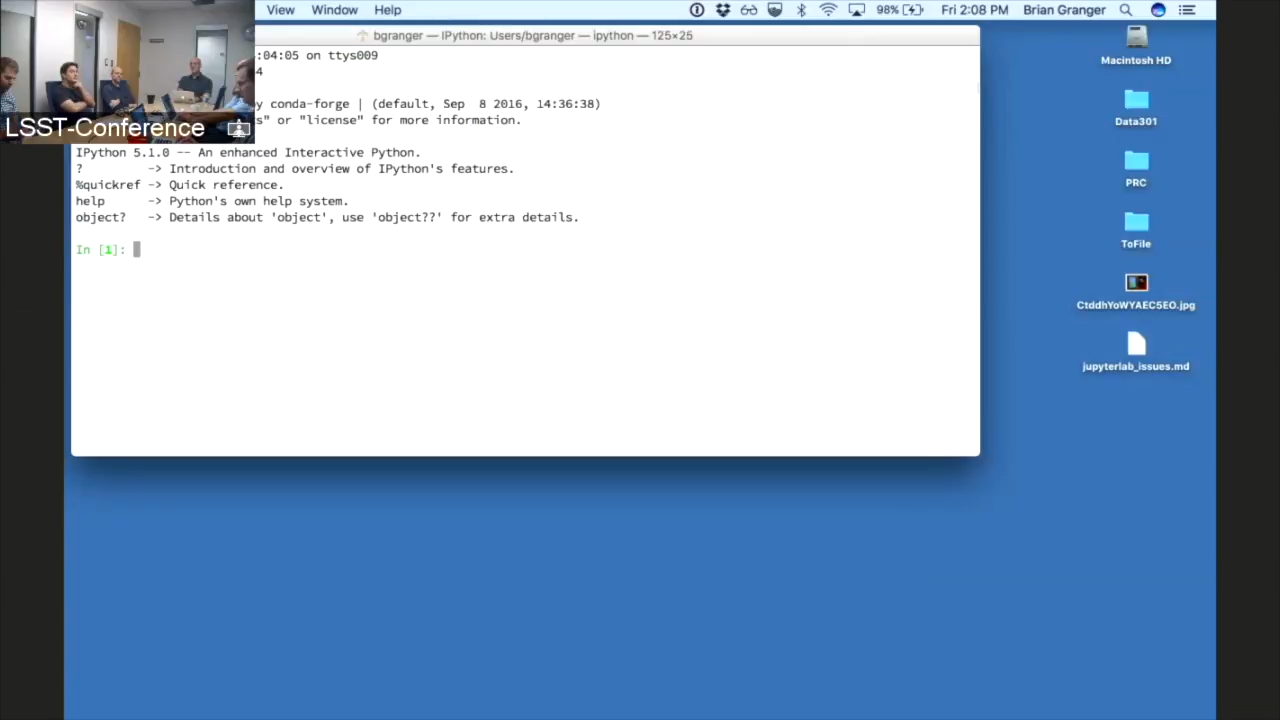 View Window Help
98% Fri 2:08 PM Brian Granger
bgranger — IPython: Users/bgranger — ipython — 125×25
:04:05 on ttys009
4
y conda-forge | (default, Sep 8 2016, 14:36:38)
s" or "license" for more information.
LSST-Conference
IPython 5.1.0 -- An enhanced Interactive Python.
? -> Introduction and overview of IPython's features.
%quickref -> Quick reference.
help -> Python's own help system.
object? -> Details about 'object', use 'object??' for extra details.
In [1]:
Macintosh HD
Data301
PRC
ToFile
CtddhYoWYAEC5EO.jpg
jupyterlab_issues.md